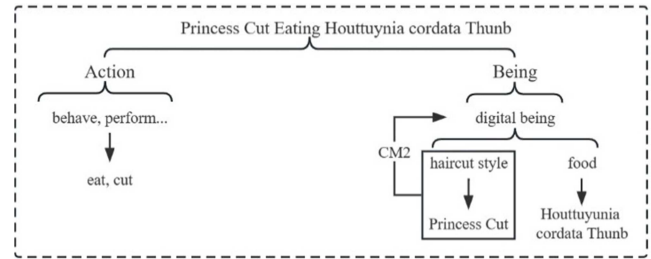 Princess Cut Eating Houttuynia cordata Thunb
Action
Being
behave, perform...
digital being
CM2
haircut style
food
eat, cut
Princess Cut
Houttuyunia
cordata Thunb